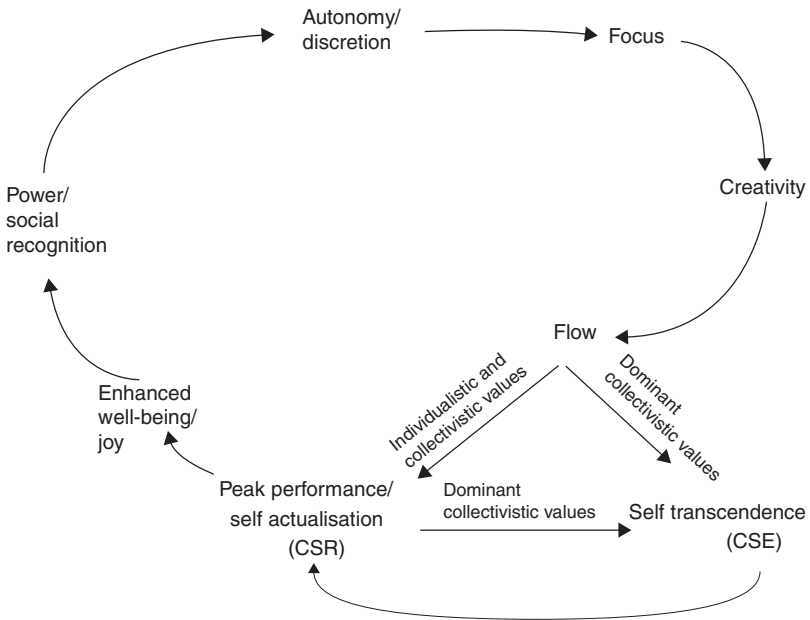 Autonomy/
discretion
Focus
Creativity
Power/
social
recognition
Flow
Individualistic and
collectivistic values
Dominant
collectivistic values
Enhanced
well-being/
joy
Peak performance/
self actualisation
(CSR)
Dominant
collectivistic values
Self transcendence
(CSE)